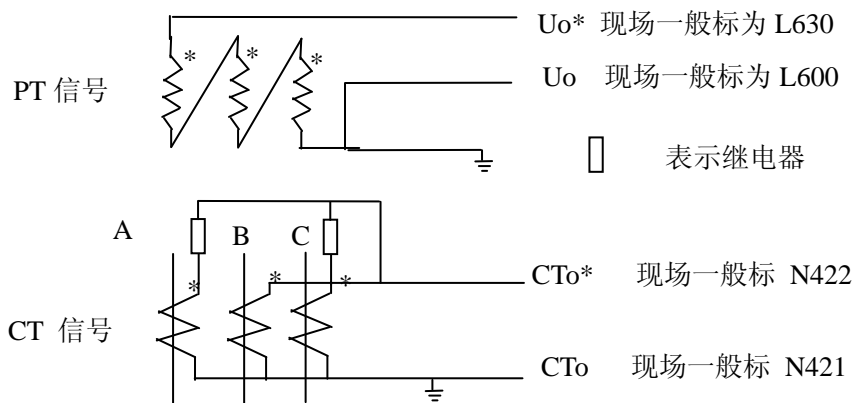 Uo* 现场一般标为 L630
* * *
PT 信号
Uo 现场一般标为 L600
表示继电器
A B C
* * *
CTo* 现场一般标 N422
CT 信号
CTo 现场一般标 N421